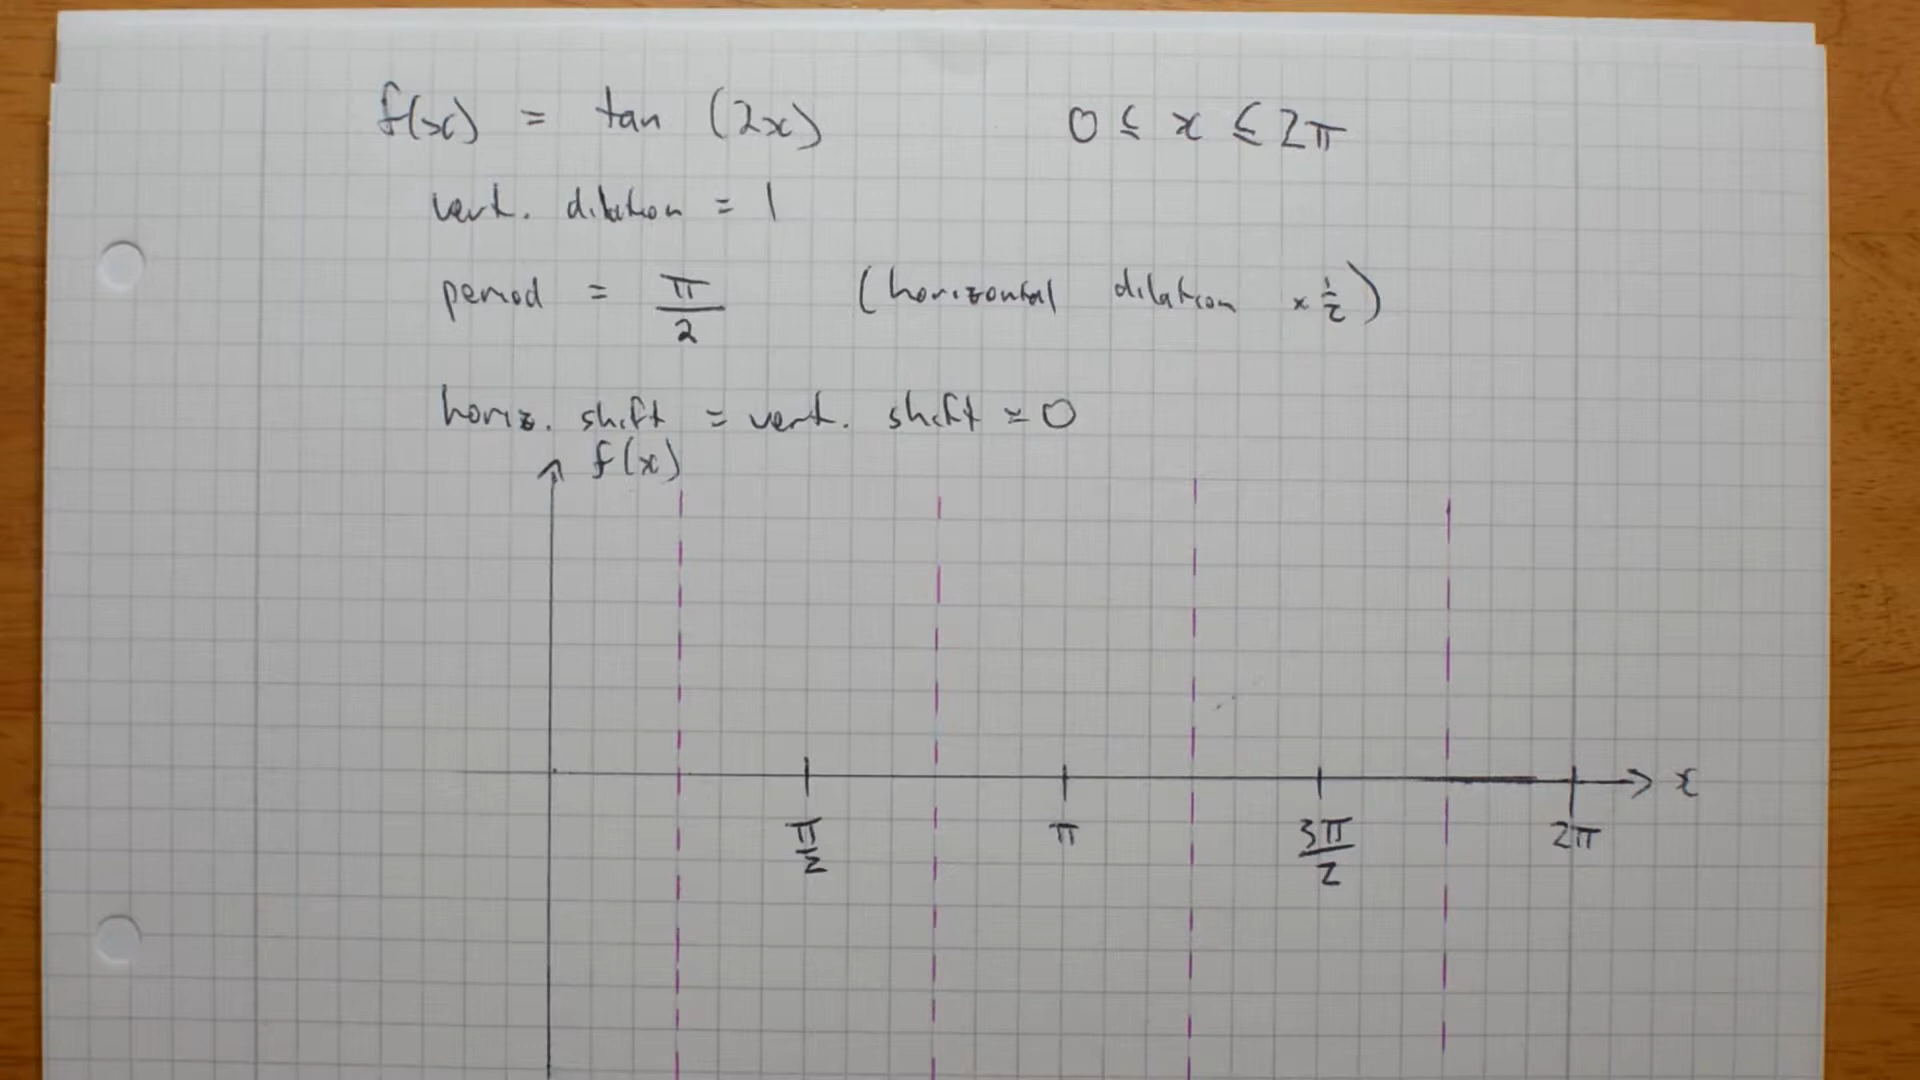 f(x) = tan (2x) 0 ≤ x ≤ 2π
vert. dilation = 1
period = π/2 (horizontal dilation × 1/2)
horiz. shift = vert. shift = 0
f(x)
x
π/2 π 3π/2 2π